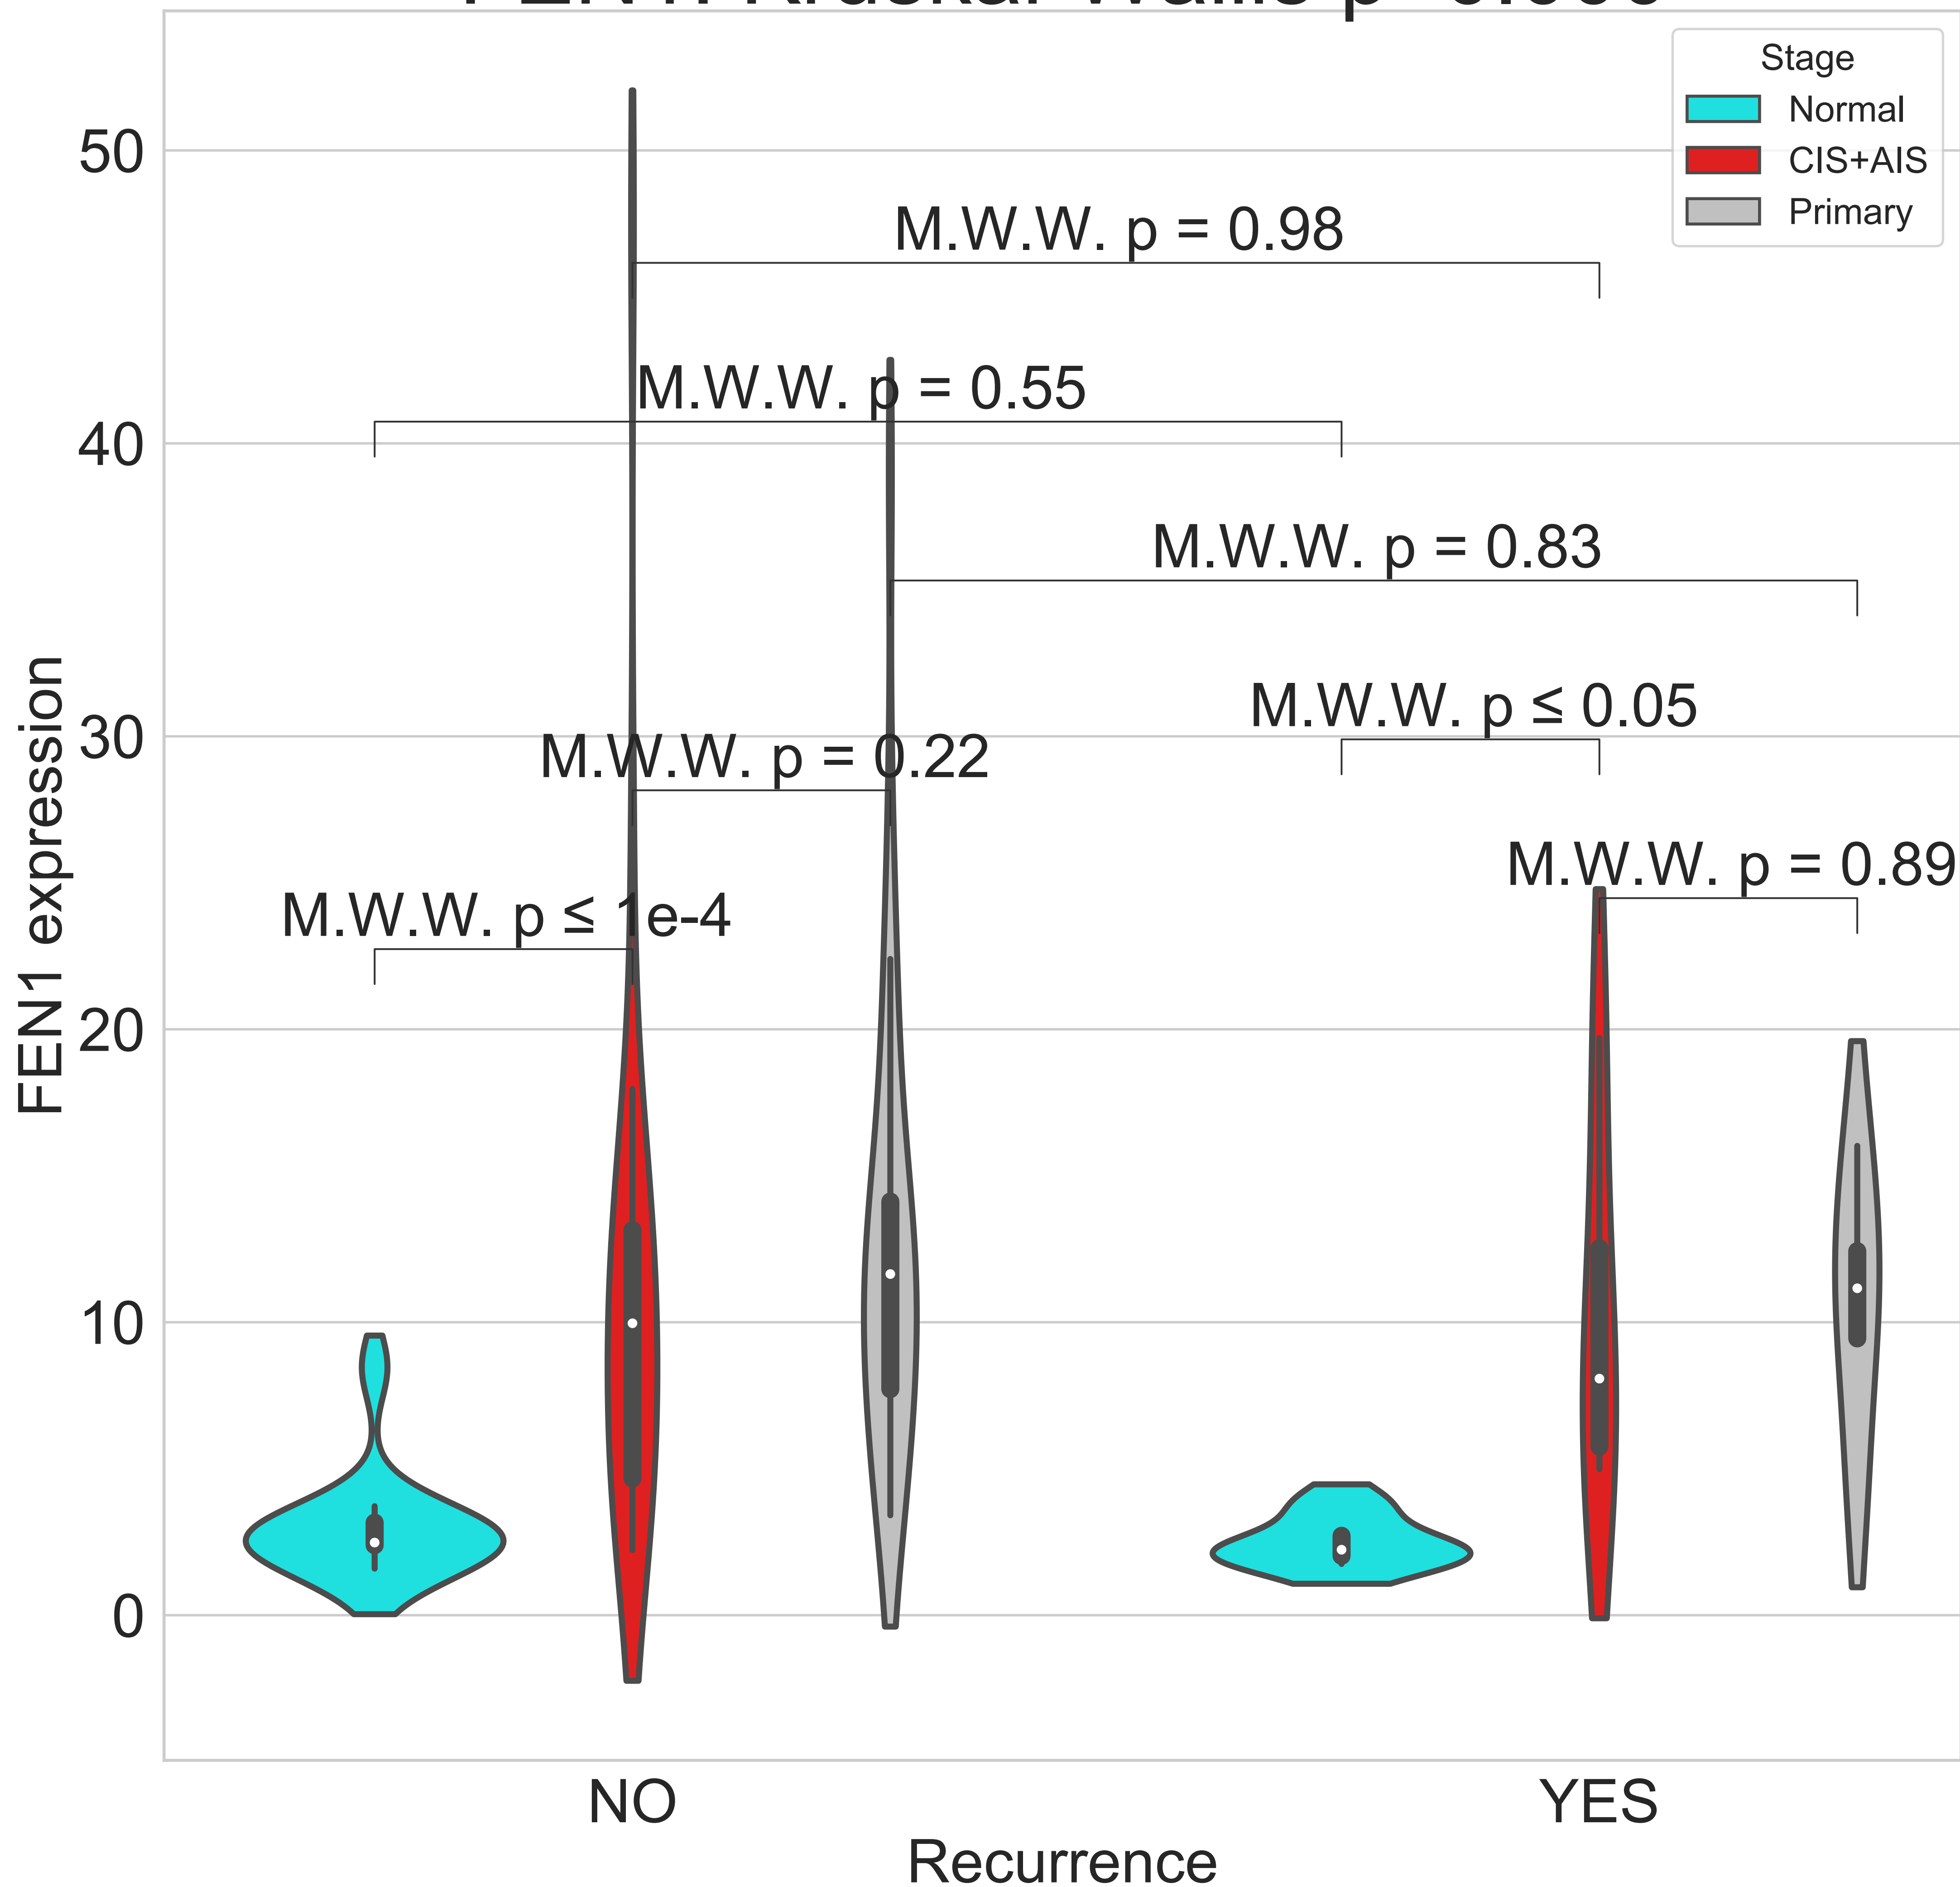 Stage
Normal
CIS+AIS
Primary
M.W.W. p = 0.98
M.W.W. p = 0.55
M.W.W. p = 0.83
M.W.W. p ≤ 0.05
M.W.W. p = 0.22
M.W.W. p = 0.89
M.W.W. p ≤ 1e-4
FEN1 expression
50
40
30
20
10
0
NO
YES
Recurrence